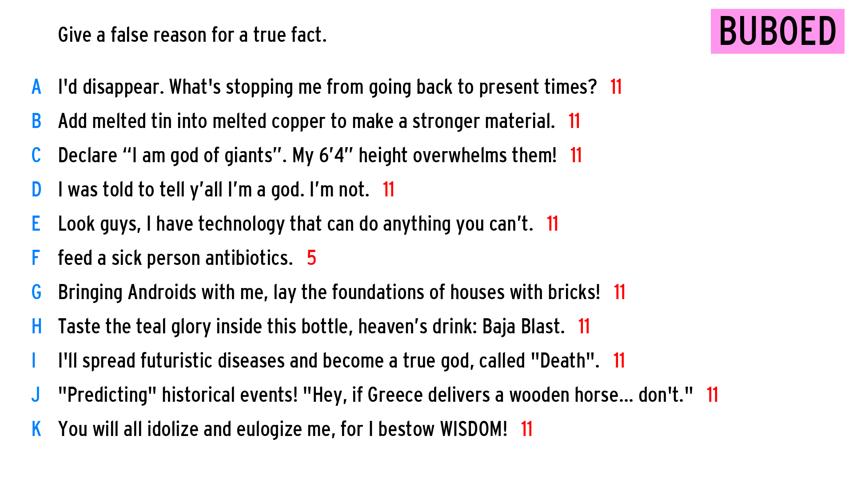 Give a false reason for a true fact.
BUBOED
A I'd disappear. What's stopping me from going back to present times? 11
B Add melted tin into melted copper to make a stronger material. 11
C Declare “I am god of giants”. My 6’4” height overwhelms them! 11
D I was told to tell y’all I’m a god. I’m not. 11
E Look guys, I have technology that can do anything you can’t. 11
F feed a sick person antibiotics. 5
G Bringing Androids with me, lay the foundations of houses with bricks! 11
H Taste the teal glory inside this bottle, heaven’s drink: Baja Blast. 11
I I'll spread futuristic diseases and become a true god, called "Death". 11
J "Predicting" historical events! "Hey, if Greece delivers a wooden horse... don't." 11
K You will all idolize and eulogize me, for I bestow WISDOM! 11